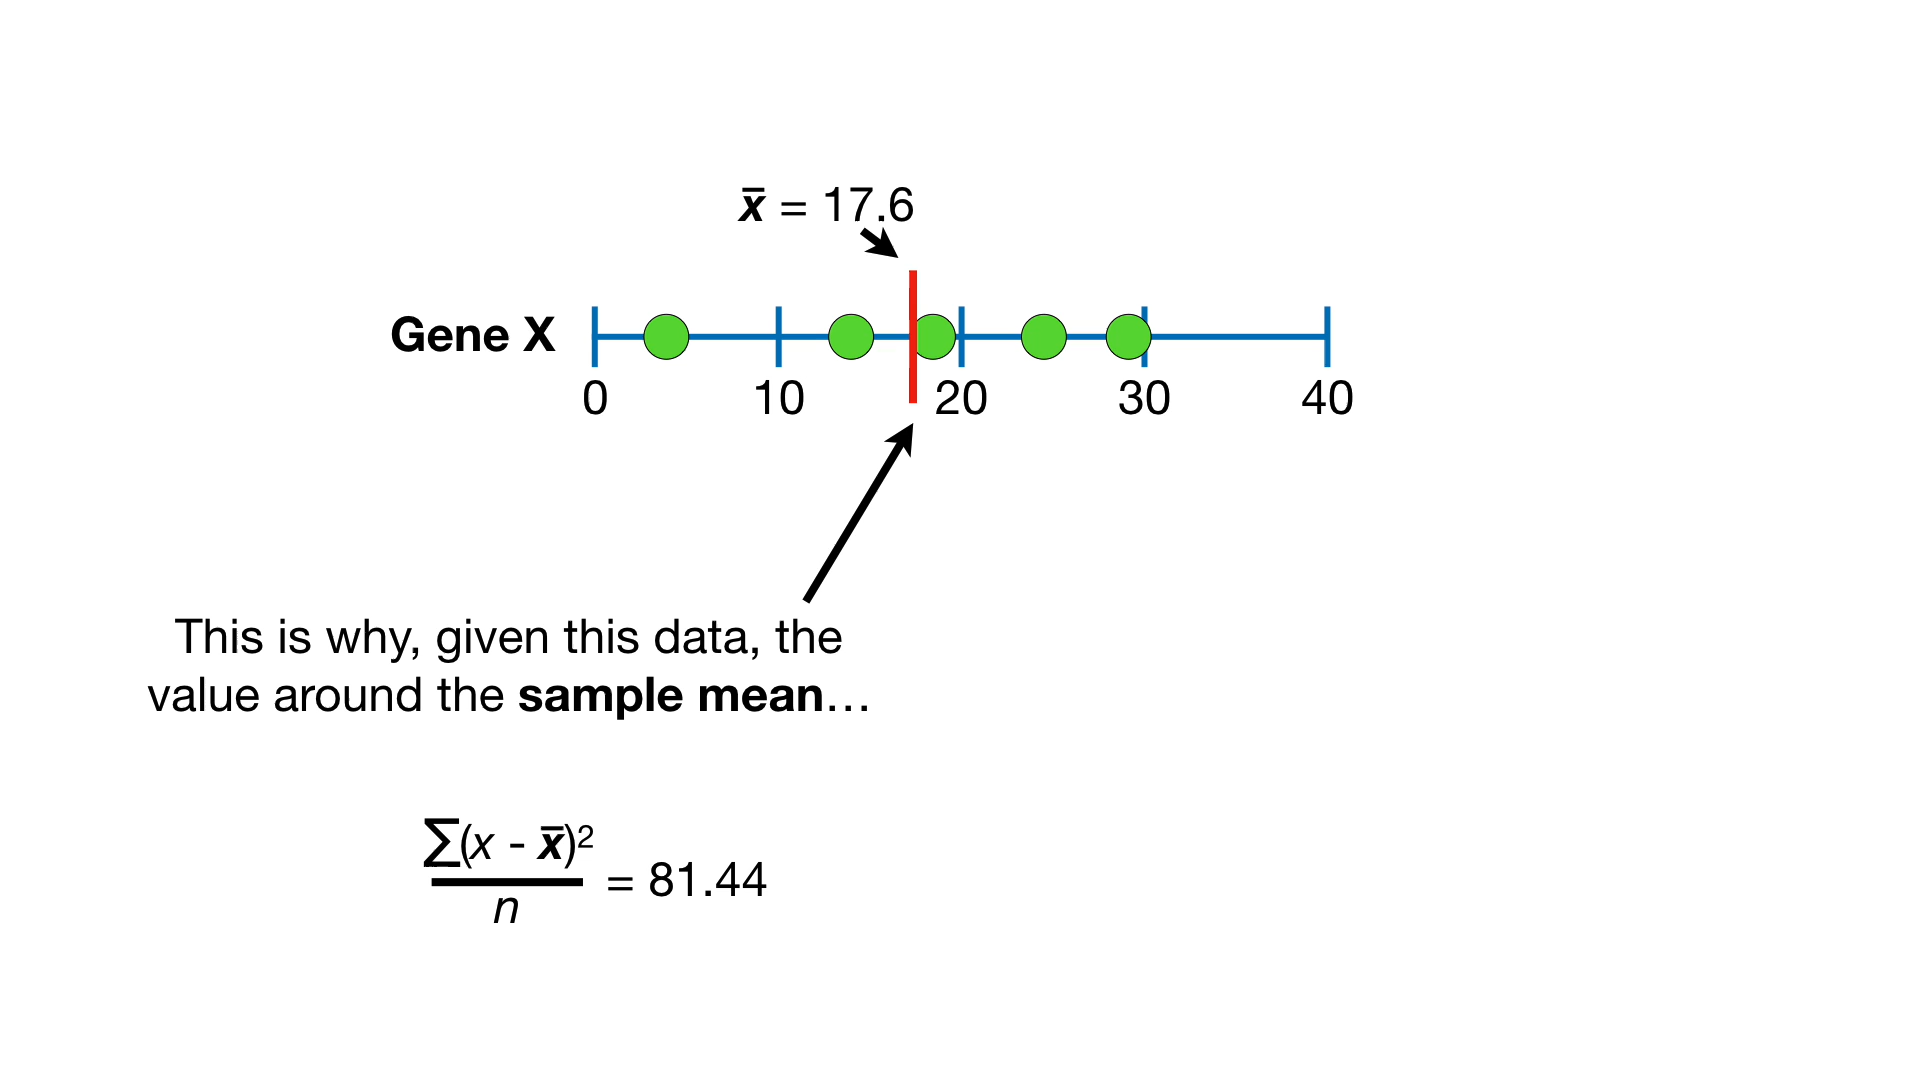 x̄ = 17.6
Gene X
0 10 20 30 40
This is why, given this data, the
value around the sample mean…
∑(x - x̄)²
n
= 81.44